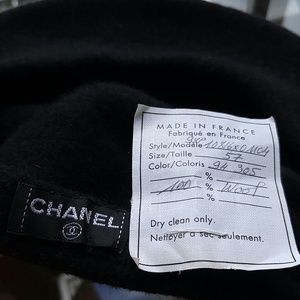 CHANEL
MADE IN FRANCE
Fabriqué en France
98P
Style/Modèle
Size/Taille 57
Color/Coloris 94 305
%
100 % WOOL
%
Dry clean only.
Nettoyer a sec seulement.